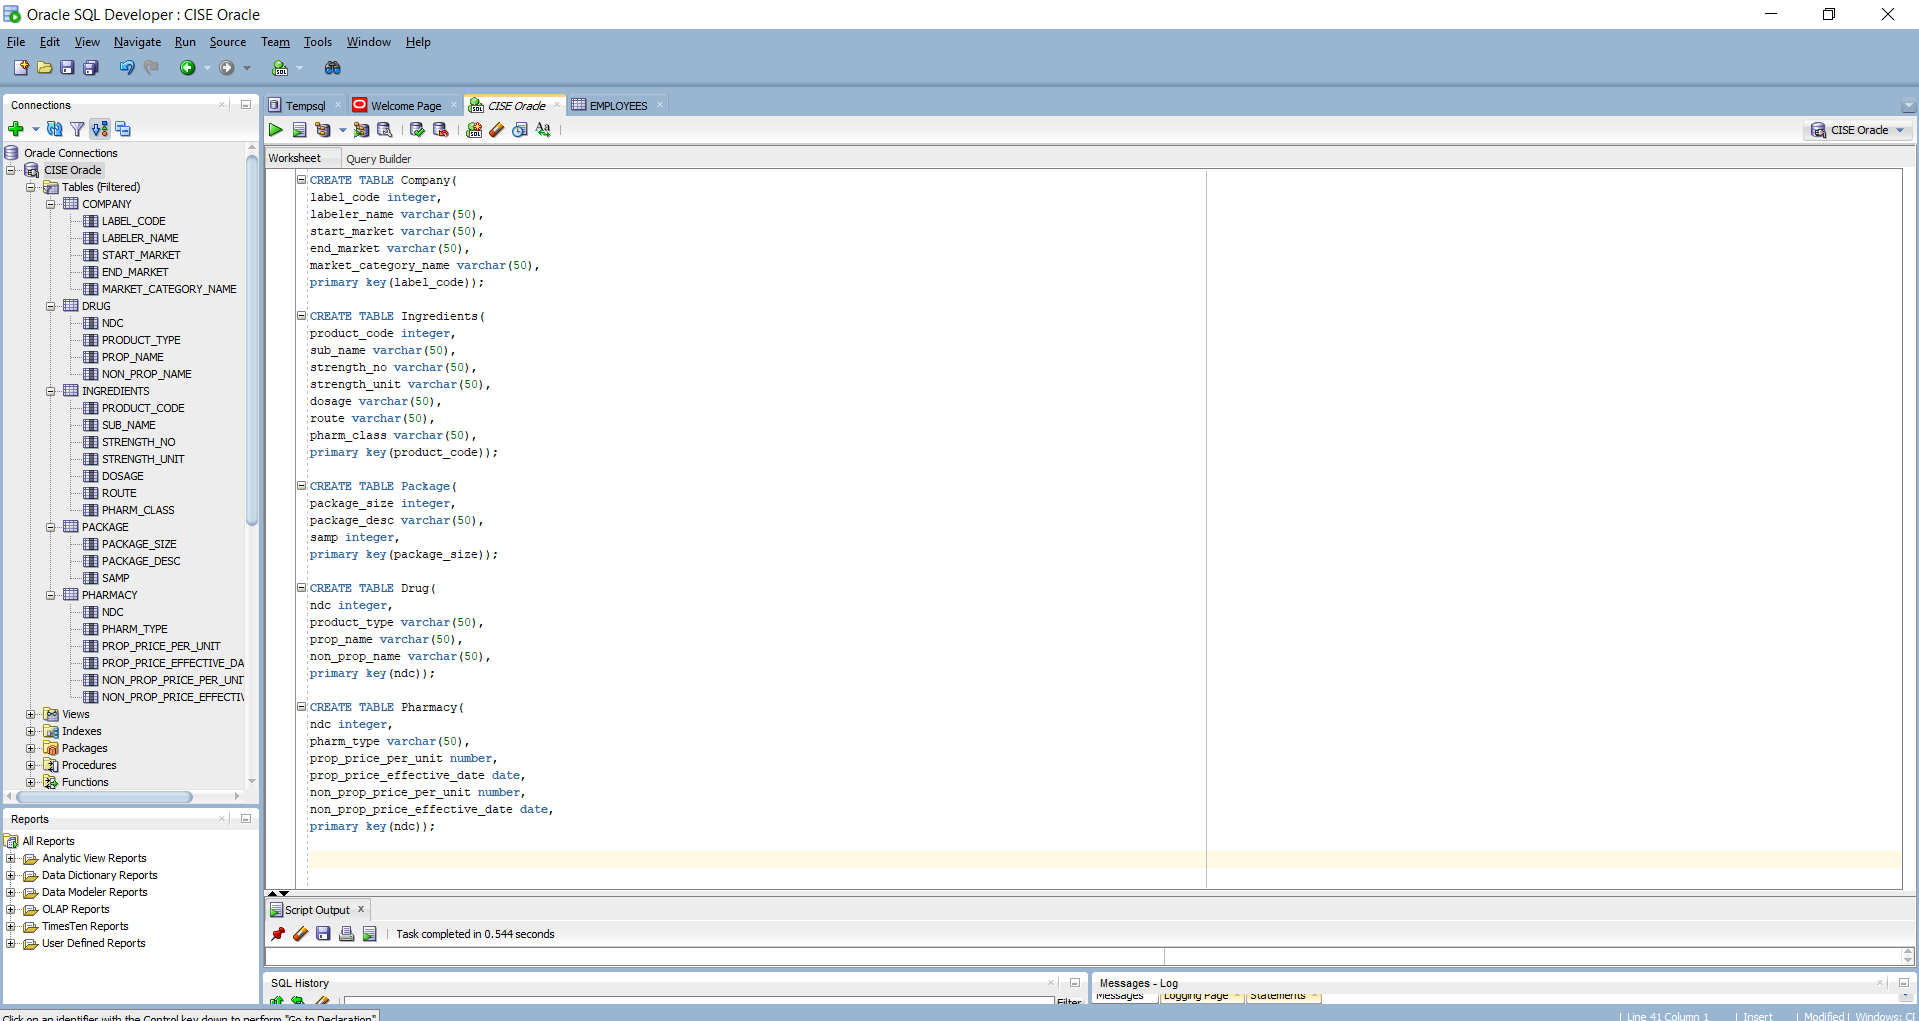 Oracle SQL Developer : CISE Oracle
File Edit View Navigate Run Source Team Tools Window Help
Connections
Oracle Connections
CISE Oracle
Tables (Filtered)
COMPANY
LABEL_CODE
LABELER_NAME
START_MARKET
END_MARKET
MARKET_CATEGORY_NAME
DRUG
NDC
PRODUCT_TYPE
PROP_NAME
NON_PROP_NAME
INGREDIENTS
PRODUCT_CODE
SUB_NAME
STRENGTH_NO
STRENGTH_UNIT
DOSAGE
ROUTE
PHARM_CLASS
PACKAGE
PACKAGE_SIZE
PACKAGE_DESC
SAMP
PHARMACY
NDC
PHARM_TYPE
PROP_PRICE_PER_UNIT
PROP_PRICE_EFFECTIVE_DA
NON_PROP_PRICE_PER_UNI
NON_PROP_PRICE_EFFECTIV
Views
Indexes
Packages
Procedures
Functions
Reports
All Reports
Analytic View Reports
Data Dictionary Reports
Data Modeler Reports
OLAP Reports
TimesTen Reports
User Defined Reports
Tempsql Welcome Page CISE Oracle EMPLOYEES
CISE Oracle
Worksheet Query Builder
CREATE TABLE Company(
label_code integer,
labeler_name varchar(50),
start_market varchar(50),
end_market varchar(50),
market_category_name varchar(50),
primary key(label_code));
CREATE TABLE Ingredients(
product_code integer,
sub_name varchar(50),
strength_no varchar(50),
strength_unit varchar(50),
dosage varchar(50),
route varchar(50),
pharm_class varchar(50),
primary key(product_code));
CREATE TABLE Package(
package_size integer,
package_desc varchar(50),
samp integer,
primary key(package_size));
CREATE TABLE Drug(
ndc integer,
product_type varchar(50),
prop_name varchar(50),
non_prop_name varchar(50),
primary key(ndc));
CREATE TABLE Pharmacy(
ndc integer,
pharm_type varchar(50),
prop_price_per_unit number,
prop_price_effective_date date,
non_prop_price_per_unit number,
non_prop_price_effective_date date,
primary key(ndc));
Script Output
Task completed in 0.544 seconds
SQL History
Filter
Messages - Log
Messages Logging Page Statements
Click on an identifier with the Control key down to perform "Go to Declaration"
Line 41 Column 1 Insert Modified Windows: CF